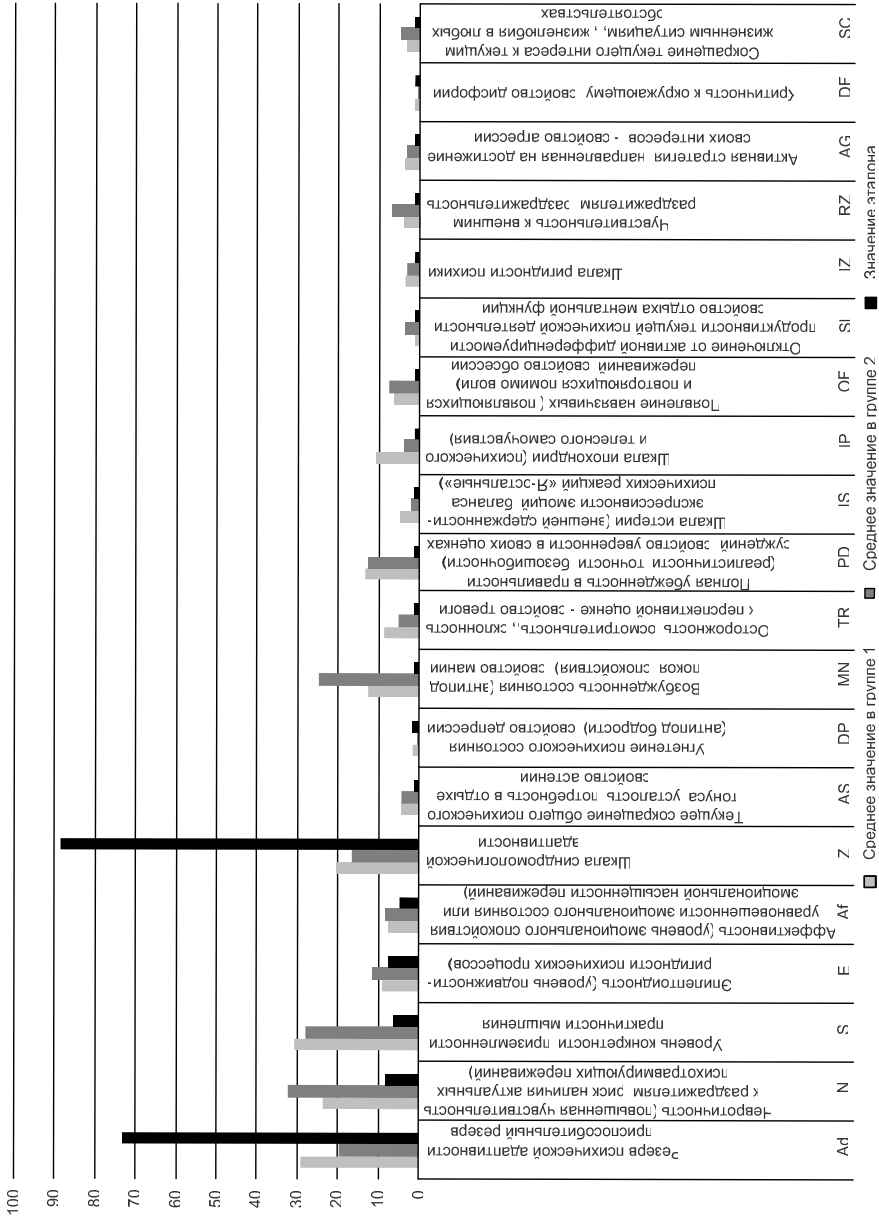 100
90
80
70
60
50
40
30
20
10
0
Резерв психической адаптивности
приспособительный резерв
Ad
Невротичность (повышенная чувствительность
к раздражителям риск наличия актуальных
психотравмирующих переживаний)
N
Уровень конкретности приземленности
практичности мышления
S
Эпилептоидность (уровень подвижности-
ригидности психических процессов)
E
Аффективность (уровень эмоционального спокойствия
уравновешенности эмоционального состояния или
эмоциональной насыщенности переживаний)
Af
Шкала синдромологической
адаптивности
Z
Текущее сокращение общего психического
тонуса усталость потребность в отдыхе
свойство астении
AS
Угнетение психического состояния
(антипод бодрости) свойство депрессии
DP
Возбужденность состояния (антипод
покоя спокойствия) свойство мании
MN
Осторожность осмотрительность,, склонность
к перспективной оценке - свойство тревоги
TR
Полная убежденность в правильности
(реалистичности точности безошибочности)
суждений свойство уверенности в своих оценках
PD
Шкала истерии (внешней сдержанности-
экспрессивности эмоций баланса
психических реакций «Я-остальные»)
IS
Шкала ипохондрии (психического
и телесного самочувствия)
IP
Появление навязчивых ( появляющихся
и повторяющихся помимо воли)
переживаний свойство обсессии
OF
Отключение от активной дифференцируемости
продуктивности текущей психической деятельности
свойство отдыха ментальной функции
SI
Шкала ригидности психики
IZ
Чувствительность к внешним
раздражителям раздражительность
RZ
Активная стратегия направленная на достижение
своих интересов - свойство агрессии
AG
Критичность к окружающему свойство дисфории
DF
Сокращение текущего интереса к текущим
жизненным ситуациям, , жизнелюбия в любых
обстоятельствах
SC
Среднее значение в группе 1
Среднее значение в группе 2
Значение эталона